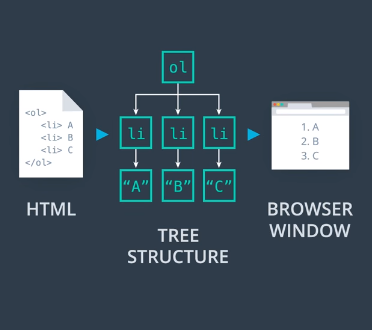 <ol>
<li> A
<li> B
<li> C
</ol>
HTML
ol
li li li
“A” “B” “C”
TREE
STRUCTURE
1. A
2. B
3. C
BROWSER
WINDOW